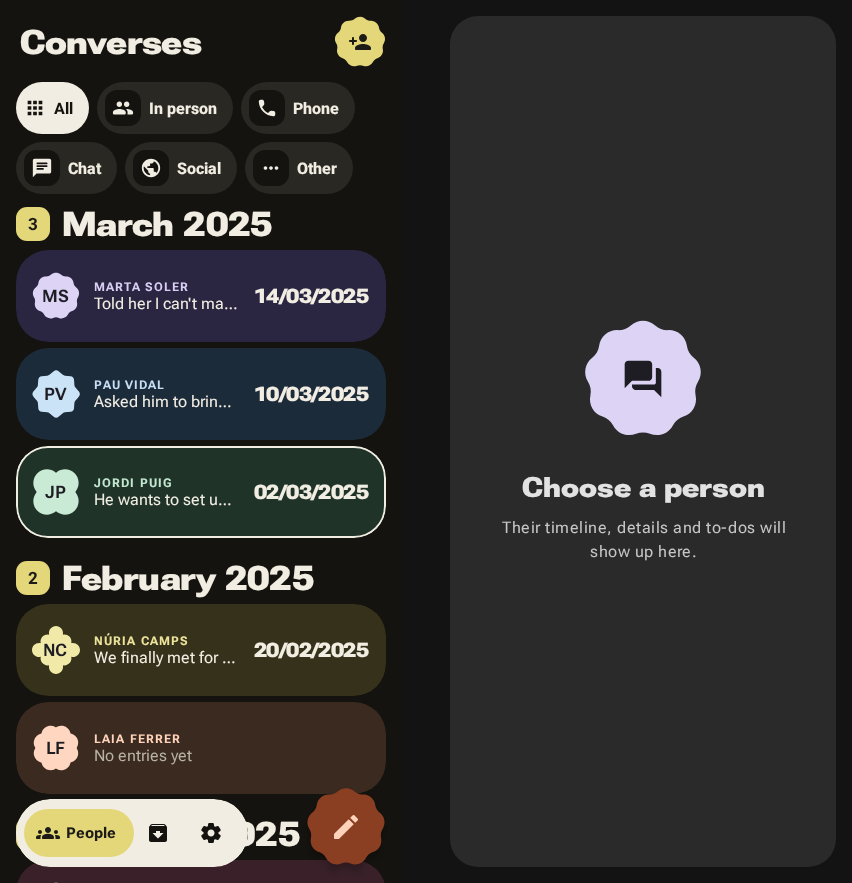 Converses
All
In person
Phone
Chat
Social
Other
3 March 2025
MS
MARTA SOLER
Told her I can't ma...
14/03/2025
PV
PAU VIDAL
Asked him to brin...
10/03/2025
JP
JORDI PUIG
He wants to set u...
02/03/2025
2 February 2025
NC
NÚRIA CAMPS
We finally met for ...
20/02/2025
LF
LAIA FERRER
No entries yet
People
Choose a person
Their timeline, details and to-dos will
show up here.